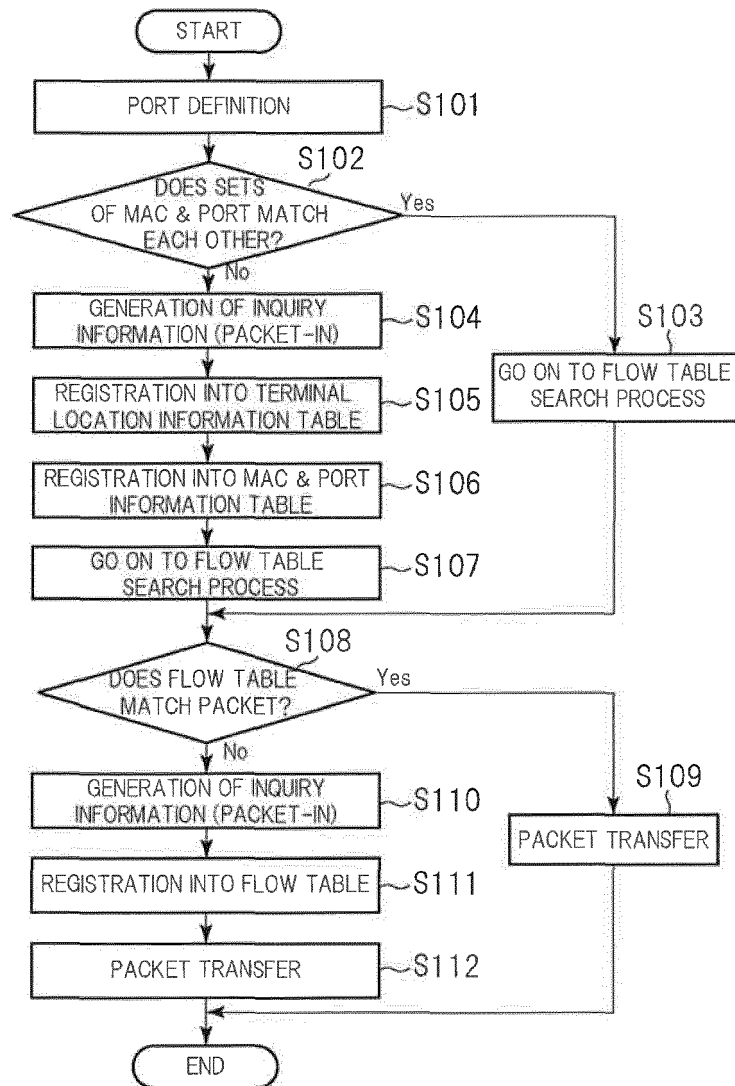 START
PORT DEFINITION
S101
S102
DOES SETS
OF MAC & PORT MATCH
EACH OTHER?
Yes
No
GENERATION OF INQUIRY
INFORMATION (PACKET-IN)
S104
S103
GO ON TO FLOW TABLE
SEARCH PROCESS
REGISTRATION INTO TERMINAL
LOCATION INFORMATION TABLE
S105
REGISTRATION INTO MAC & PORT
INFORMATION TABLE
S106
GO ON TO FLOW TABLE
SEARCH PROCESS
S107
S108
DOES FLOW TABLE
MATCH PACKET?
Yes
No
GENERATION OF INQUIRY
INFORMATION (PACKET-IN)
S110
S109
PACKET TRANSFER
REGISTRATION INTO FLOW TABLE
S111
PACKET TRANSFER
S112
END